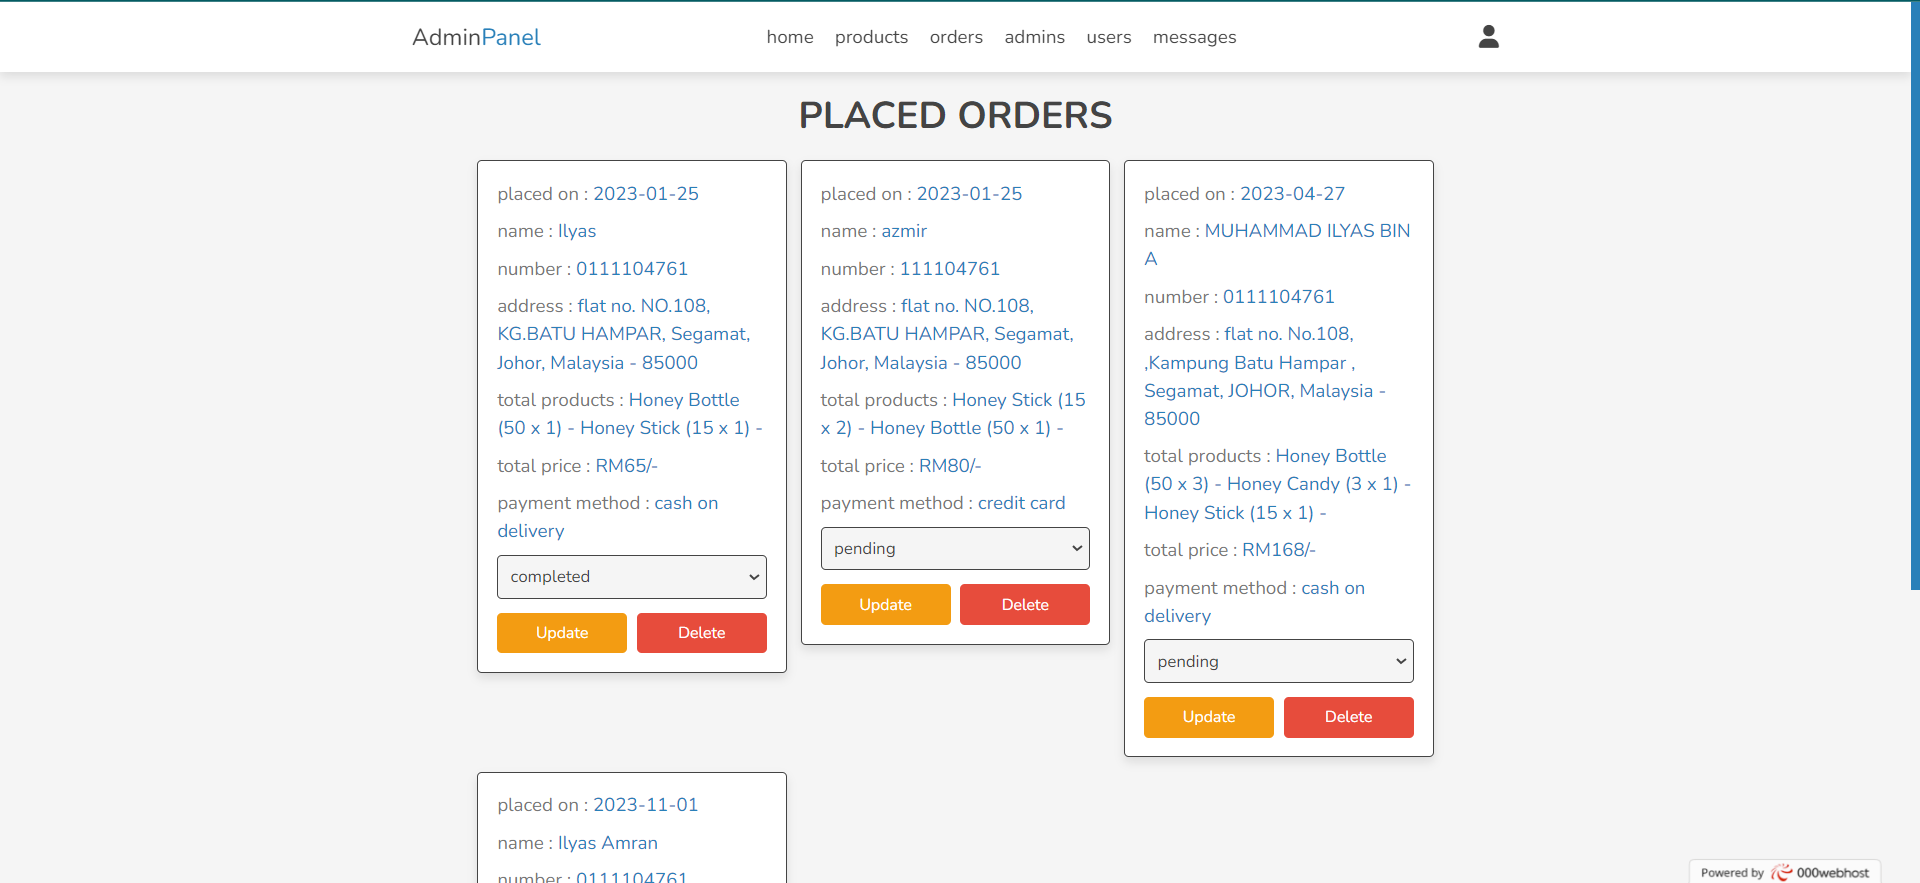 AdminPanel
home products orders admins users messages
PLACED ORDERS
placed on : 2023-01-25
name : Ilyas
number : 0111104761
address : flat no. NO.108,
KG.BATU HAMPAR, Segamat,
Johor, Malaysia - 85000
total products : Honey Bottle
(50 x 1) - Honey Stick (15 x 1) -
total price : RM65/-
payment method : cash on
delivery
completed
Update Delete
placed on : 2023-01-25
name : azmir
number : 111104761
address : flat no. NO.108,
KG.BATU HAMPAR, Segamat,
Johor, Malaysia - 85000
total products : Honey Stick (15
x 2) - Honey Bottle (50 x 1) -
total price : RM80/-
payment method : credit card
pending
Update Delete
placed on : 2023-04-27
name : MUHAMMAD ILYAS BIN
A
number : 0111104761
address : flat no. No.108,
,Kampung Batu Hampar ,
Segamat, JOHOR, Malaysia -
85000
total products : Honey Bottle
(50 x 3) - Honey Candy (3 x 1) -
Honey Stick (15 x 1) -
total price : RM168/-
payment method : cash on
delivery
pending
Update Delete
placed on : 2023-11-01
name : Ilyas Amran
number : 0111104761
Powered by 000webhost